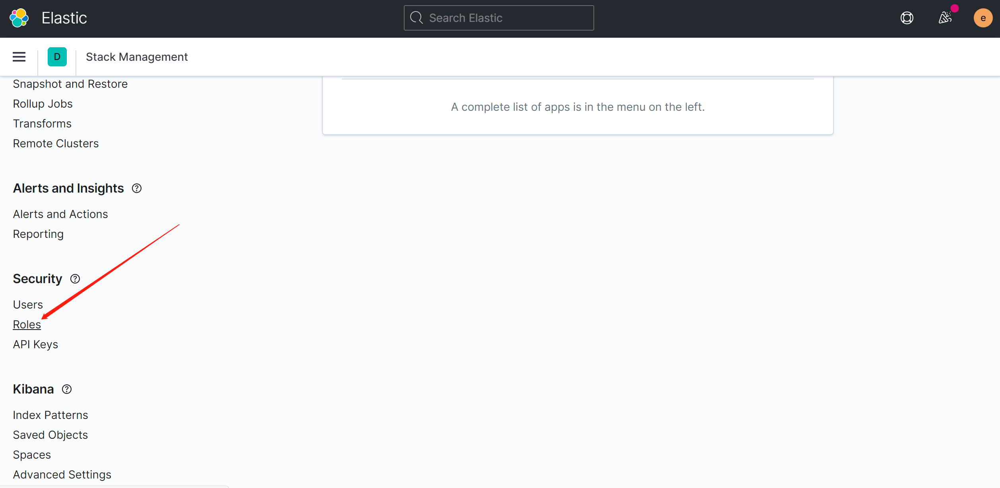 Elastic
Search Elastic
e
D
Stack Management
Snapshot and Restore
Rollup Jobs
Transforms
Remote Clusters
A complete list of apps is in the menu on the left.
Alerts and Insights
Alerts and Actions
Reporting
Security
Users
Roles
API Keys
Kibana
Index Patterns
Saved Objects
Spaces
Advanced Settings